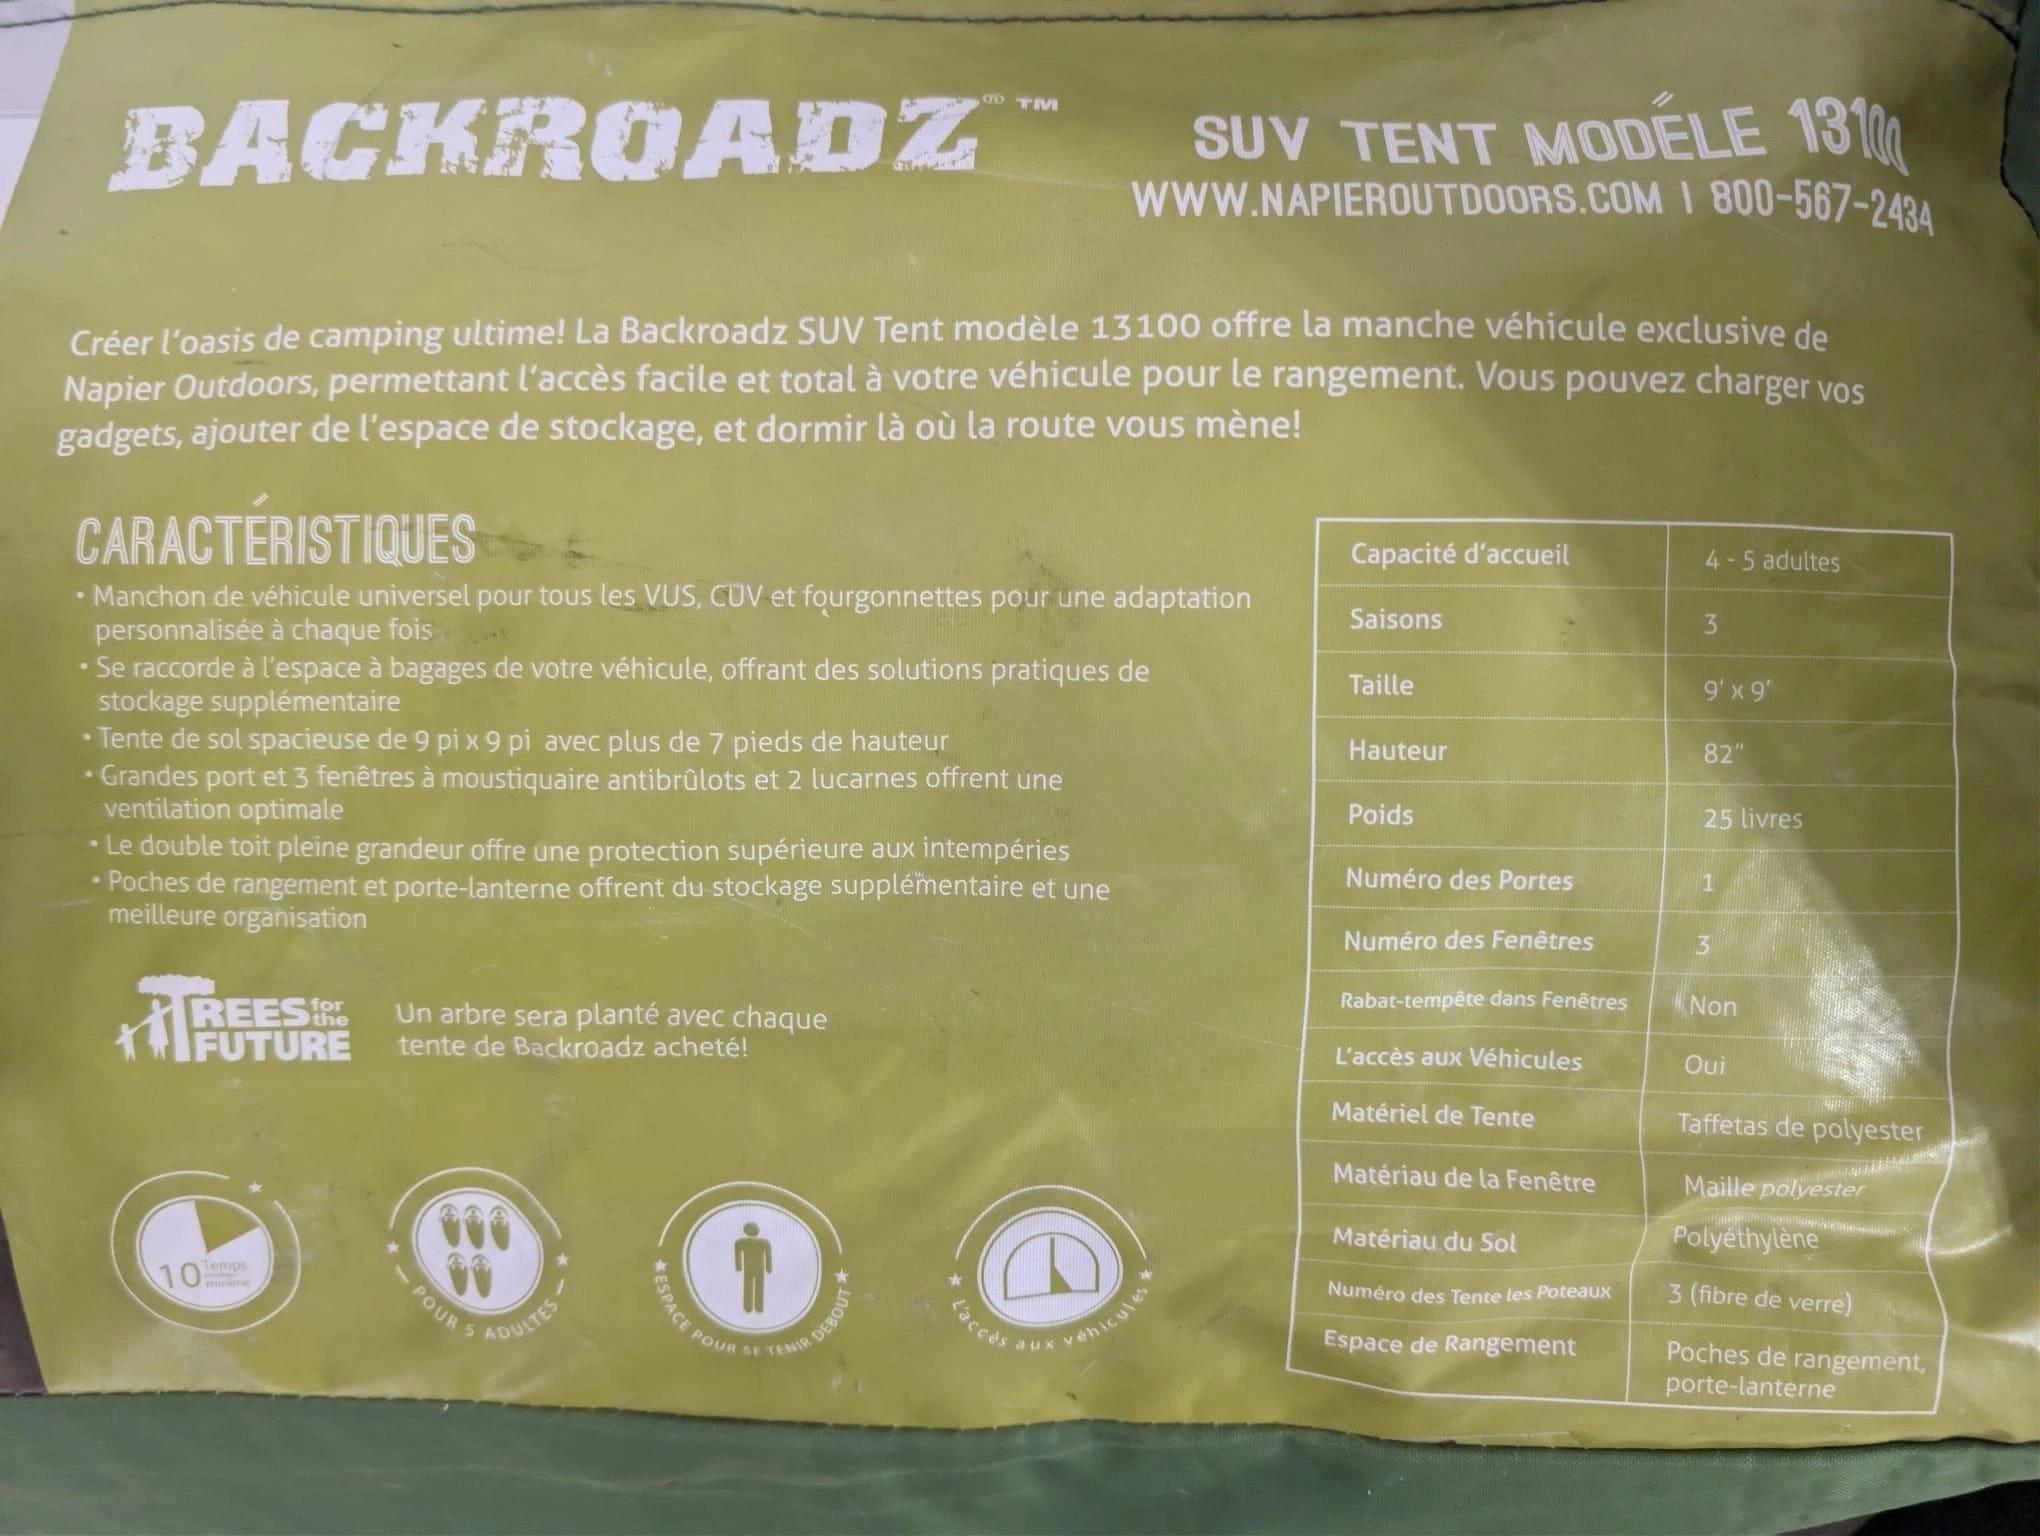 BACKROADZ® ™
SUV TENT MODÉLE 13100
WWW.NAPIEROUTDOORS.COM | 800-567-2434
Créer l'oasis de camping ultime! La Backroadz SUV Tent modèle 13100 offre la manche véhicule exclusive de
Napier Outdoors, permettant l'accès facile et total à votre véhicule pour le rangement. Vous pouvez charger vos
gadgets, ajouter de l'espace de stockage, et dormir là où la route vous mène!
CARACTÉRISTIQUES
• Manchon de véhicule universel pour tous les VUS, CUV et fourgonnettes pour une adaptation
personnalisée à chaque fois
• Se raccorde à l'espace à bagages de votre véhicule, offrant des solutions pratiques de
stockage supplémentaire
• Tente de sol spacieuse de 9 pi x 9 pi avec plus de 7 pieds de hauteur
• Grandes port et 3 fenêtres à moustiquaire antibrûlots et 2 lucarnes offrent une
ventilation optimale
• Le double toit pleine grandeur offre une protection supérieure aux intempéries
• Poches de rangement et porte-lanterne offrent du stockage supplémentaire et une
meilleure organisation
TREES for the FUTURE
Un arbre sera planté avec chaque
tente de Backroadz acheté!
10 Temps minime
POUR 5 ADULTES
ESPACE POUR SE TENIR DEBOUT
L'accès aux véhicules
Capacité d'accueil 4 - 5 adultes
Saisons 3
Taille 9' x 9'
Hauteur 82"
Poids 25 livres
Numéro des Portes 1
Numéro des Fenêtres 3
Rabat-tempête dans Fenêtres Non
L'accès aux Véhicules Oui
Matériel de Tente Taffetas de polyester
Matériau de la Fenêtre Maille polyester
Matériau du Sol Polyéthylène
Numéro des Tente les Poteaux 3 (fibre de verre)
Espace de Rangement Poches de rangement,
porte-lanterne